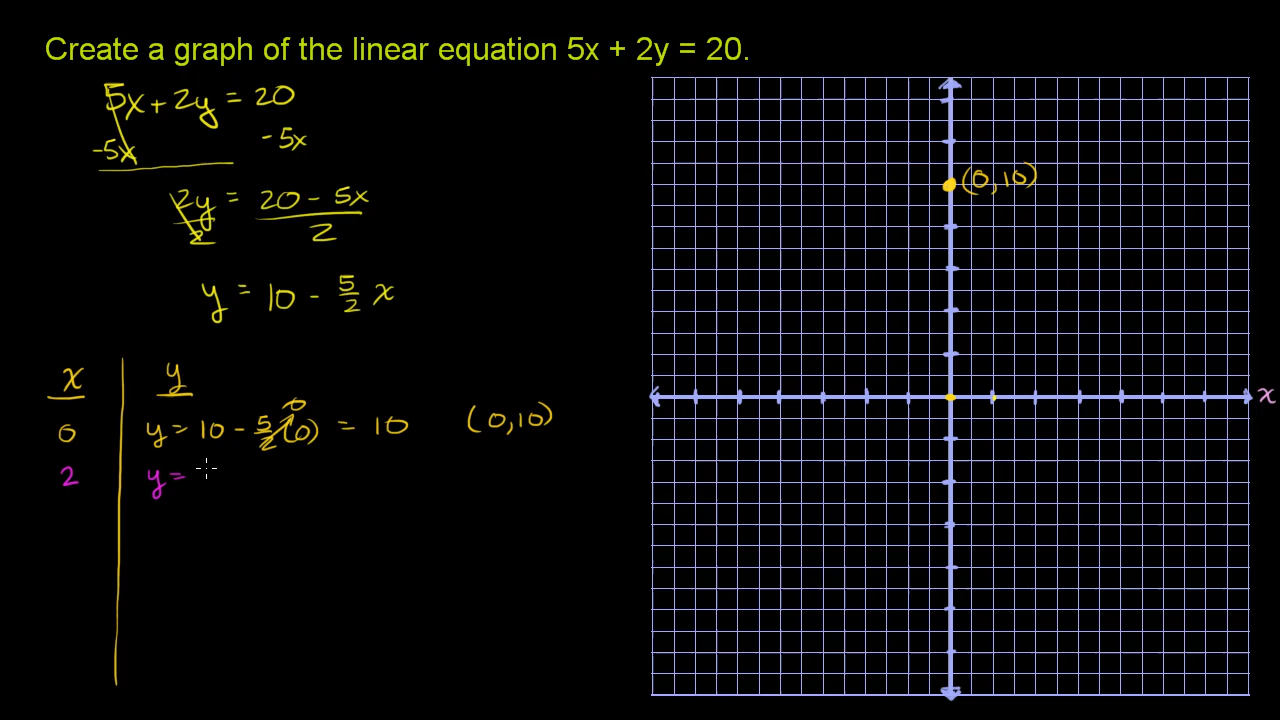 Create a graph of the linear equation 5x + 2y = 20.
5x + 2y = 20
-5x -5x
2y = 20 - 5x
2 2
y = 10 - 5/2 x
x y
0 y = 10 - 5/2 (0) = 10 (0,10)
0
2 y =
(0,10)
x